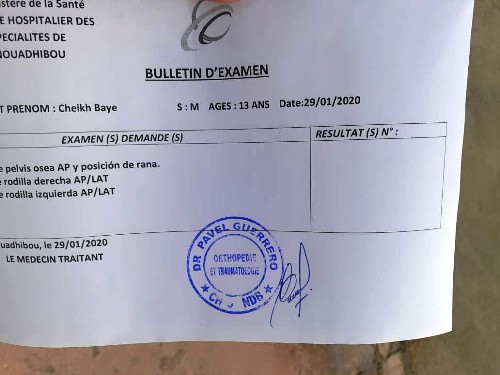 istère de la Santé
E HOSPITALIER DES
PECIALITES DE
NOUADHIBOU
BULLETIN D'EXAMEN
T PRENOM : Cheikh Baye S : M AGES : 13 ANS Date:29/01/2020
EXAMEN (S) DEMANDE (S) RESULTAT (S) N° :
e pelvis osea AP y posición de rana.
e rodilla derecha AP/LAT
e rodilla izquierda AP/LAT
ouadhibou, le 29/01/2020
LE MEDECIN TRAITANT
DR PAVEL GUERRERO
ORTHOPEDIE
ET TRAUMATOLOGIE
NDB